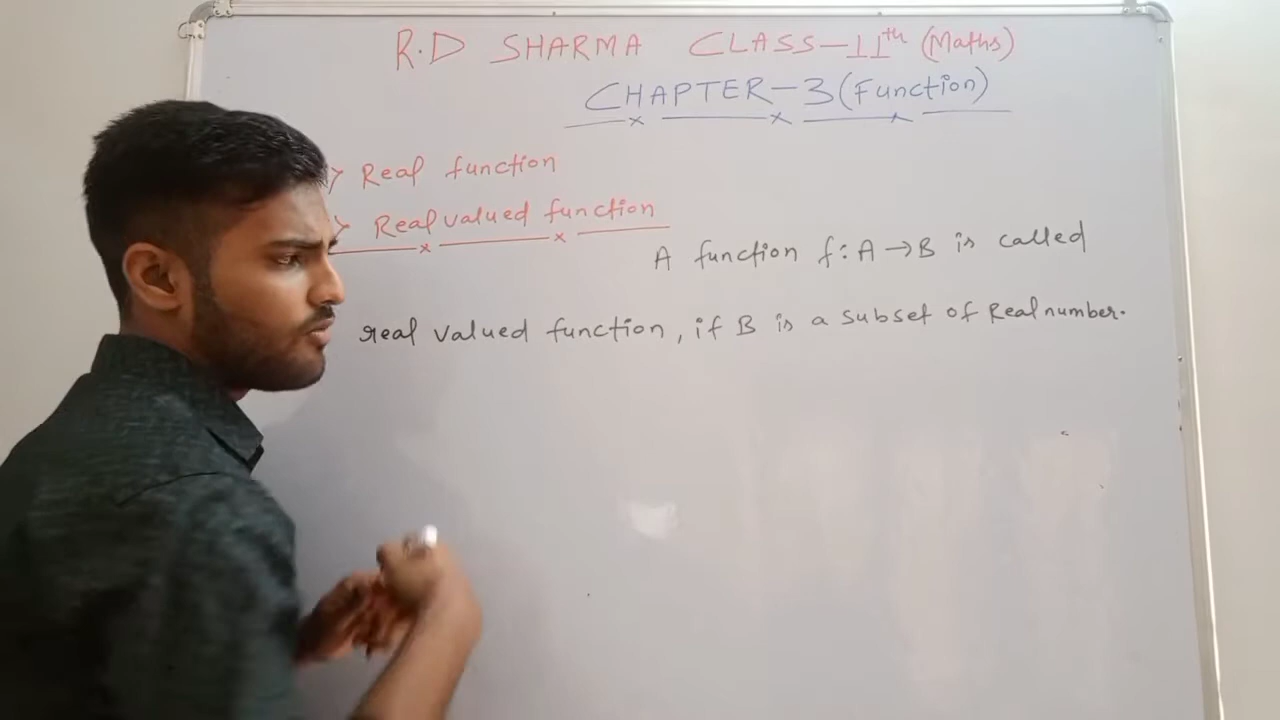 R.D SHARMA CLASS-11th (Maths)
CHAPTER-3 (Function)
> Real function
> Real valued function
A function f: A→B is called
real valued function, if B is a subset of Real number.